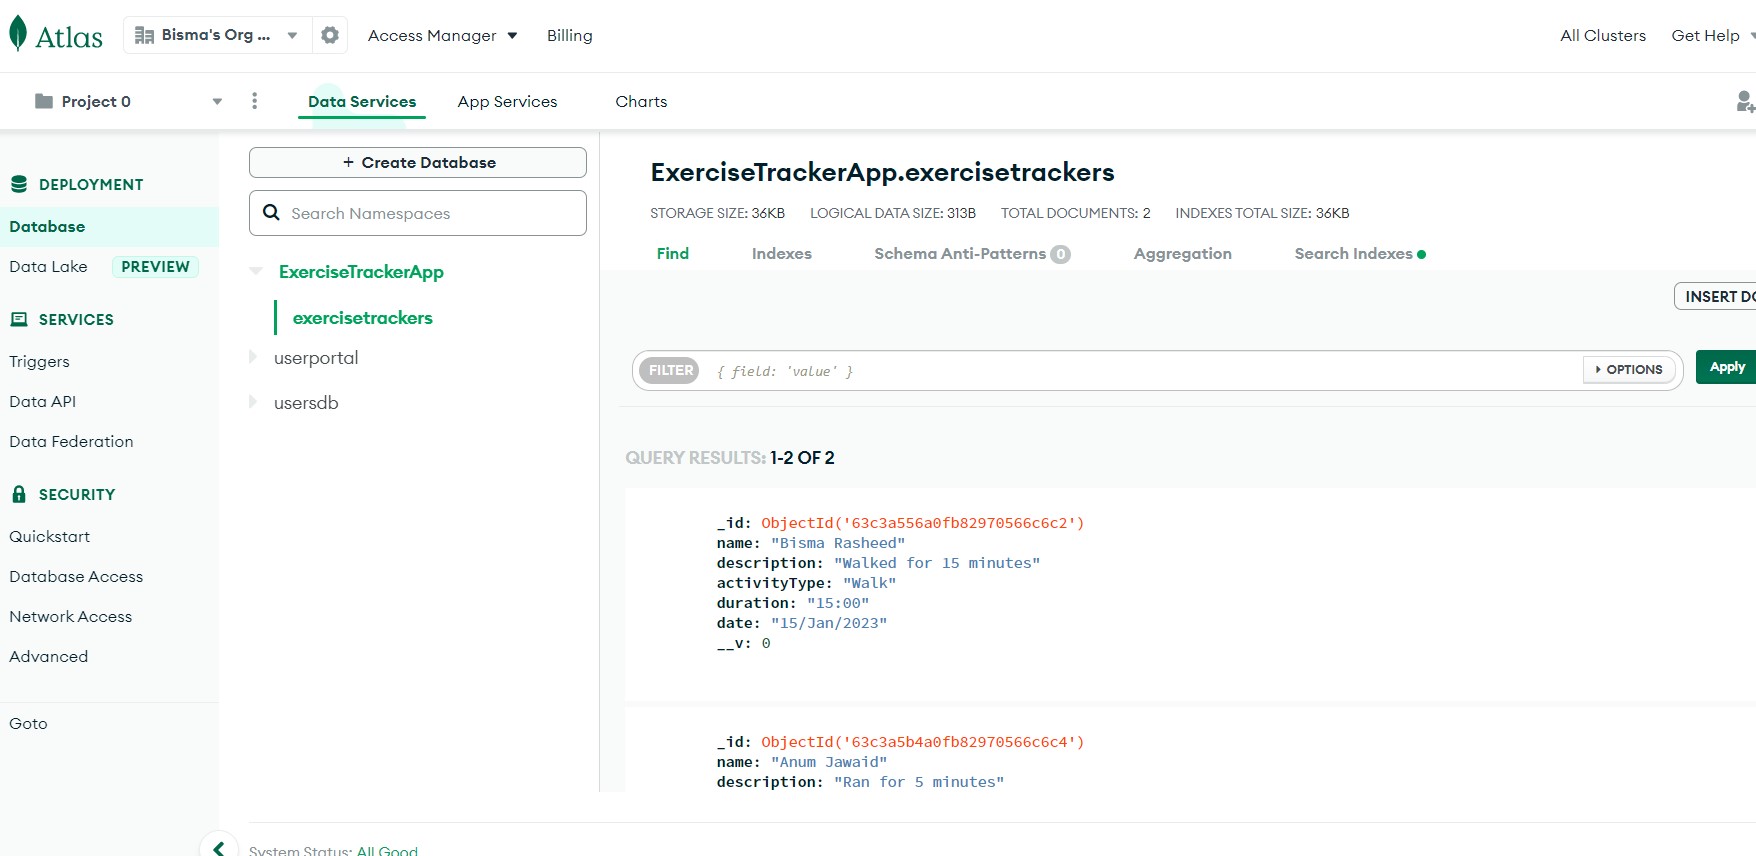 Atlas
Bisma's Org ...
Access Manager
Billing
All Clusters
Get Help
Project 0
Data Services
App Services
Charts
DEPLOYMENT
Database
Data Lake PREVIEW
SERVICES
Triggers
Data API
Data Federation
SECURITY
Quickstart
Database Access
Network Access
Advanced
Goto
+ Create Database
Search Namespaces
ExerciseTrackerApp
exercisetrackers
userportal
usersdb
ExerciseTrackerApp.exercisetrackers
STORAGE SIZE: 36KB LOGICAL DATA SIZE: 313B TOTAL DOCUMENTS: 2 INDEXES TOTAL SIZE: 36KB
Find Indexes Schema Anti-Patterns 0 Aggregation Search Indexes
INSERT DO
FILTER { field: 'value' } OPTIONS Apply
QUERY RESULTS: 1-2 OF 2
_id: ObjectId('63c3a556a0fb82970566c6c2')
name: "Bisma Rasheed"
description: "Walked for 15 minutes"
activityType: "Walk"
duration: "15:00"
date: "15/Jan/2023"
__v: 0
_id: ObjectId('63c3a5b4a0fb82970566c6c4')
name: "Anum Jawaid"
description: "Ran for 5 minutes"
System Status: All Good